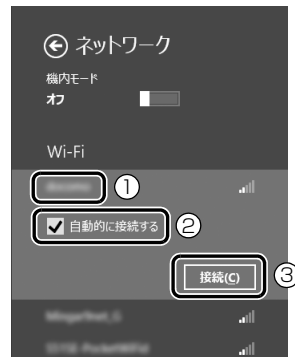 ネットワーク
機内モード
オフ
Wi-Fi
①
自動的に接続する
②
接続(C)
③